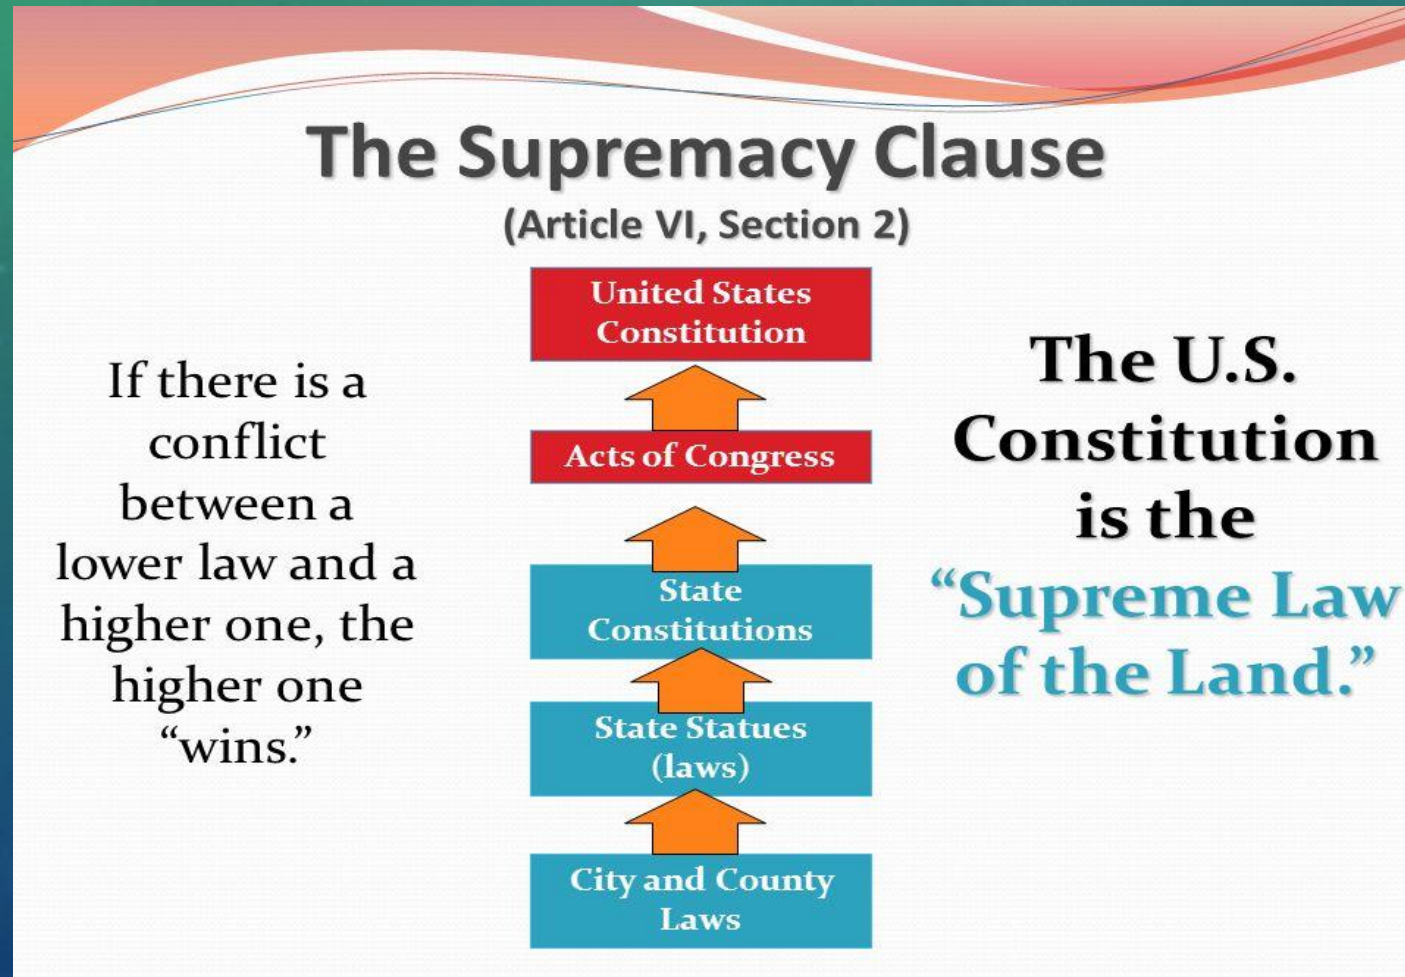 The Supremacy Clause
(Article VI, Section 2)
If there is a
conflict
between a
lower law and a
higher one, the
higher one
“wins.”
United States
Constitution
Acts of Congress
State
Constitutions
State Statues
(laws)
City and County
Laws
The U.S.
Constitution
is the
“Supreme Law
of the Land.”